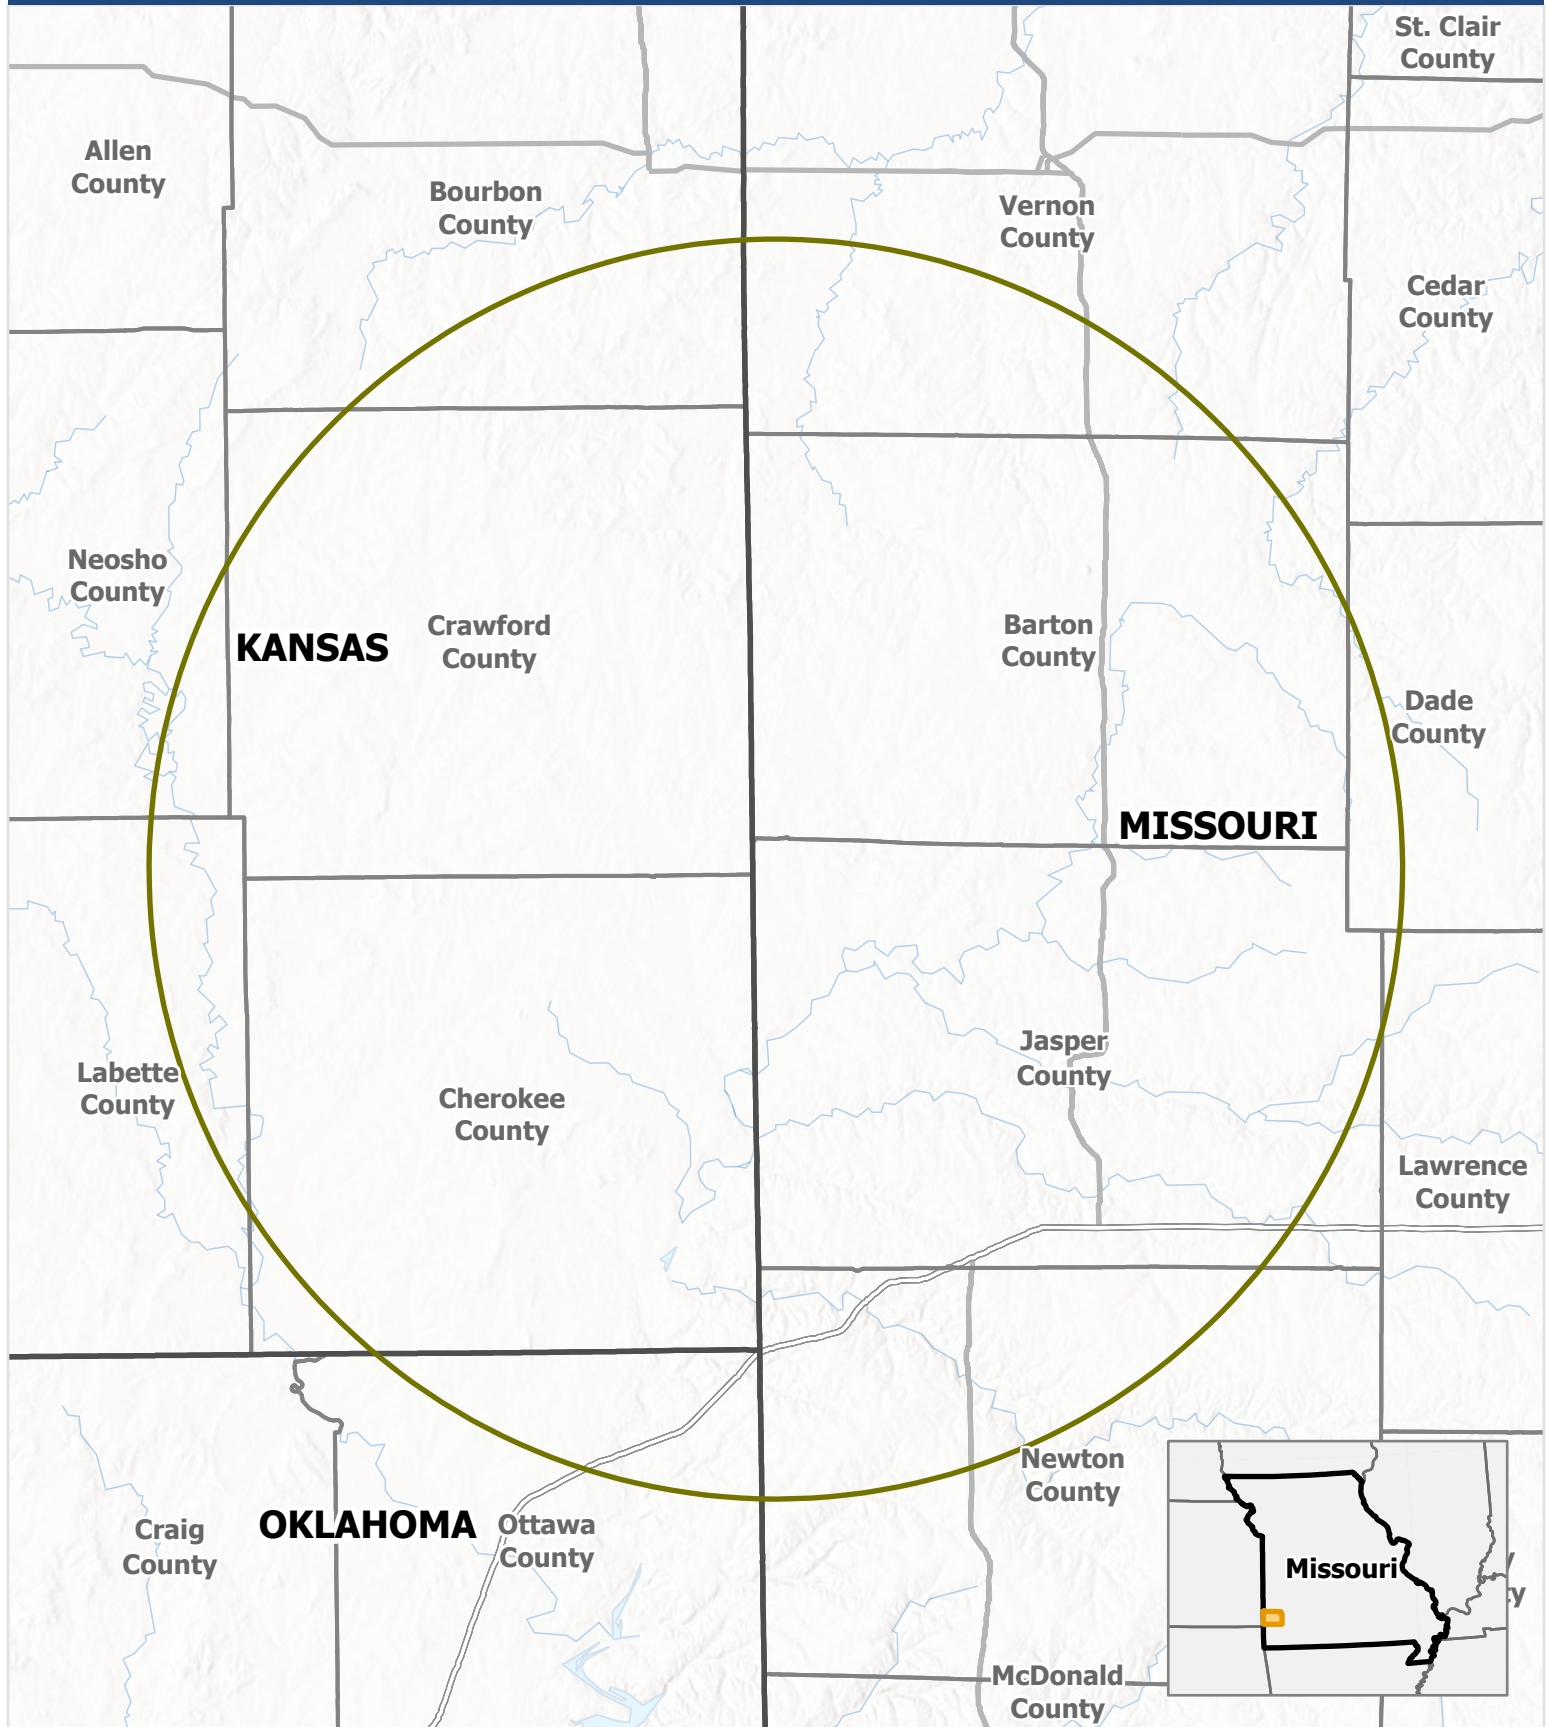 St. Clair
County
Allen
County
Bourbon
County
Vernon
County
Cedar
County
Neosho
County
KANSAS
Crawford
County
Barton
County
Dade
County
MISSOURI
Labette
County
Cherokee
County
Jasper
County
Lawrence
County
Newton
County
Craig
County
OKLAHOMA
Ottawa
County
Missouri
McDonald
County